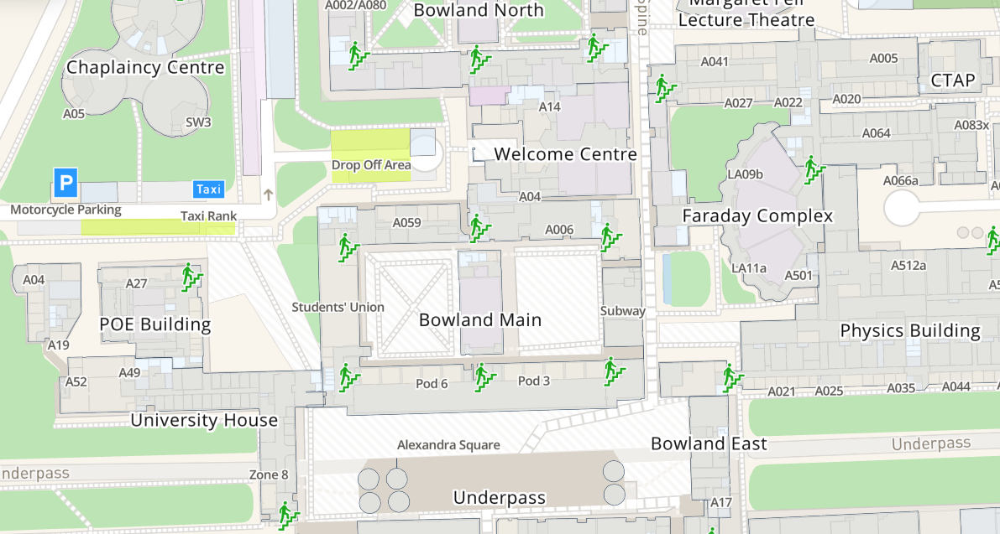 A002/A080
Bowland North
Margaret Fell
Lecture Theatre
Chaplaincy Centre
A041
A005
CTAP
A05
SW3
A14
A027
A022
A020
A083x
A064
Welcome Centre
Drop Off Area
LA09b
A066a
P
Taxi
Motorcycle Parking
Taxi Rank
A04
A059
A006
Faraday Complex
A04
A27
LA11a
A501
A512a
Students' Union
Subway
POE Building
Bowland Main
Physics Building
A19
A49
A52
Pod 6
Pod 3
A021
A025
A035
A044
University House
Alexandra Square
Bowland East
Underpass
Zone 8
Underpass
A17